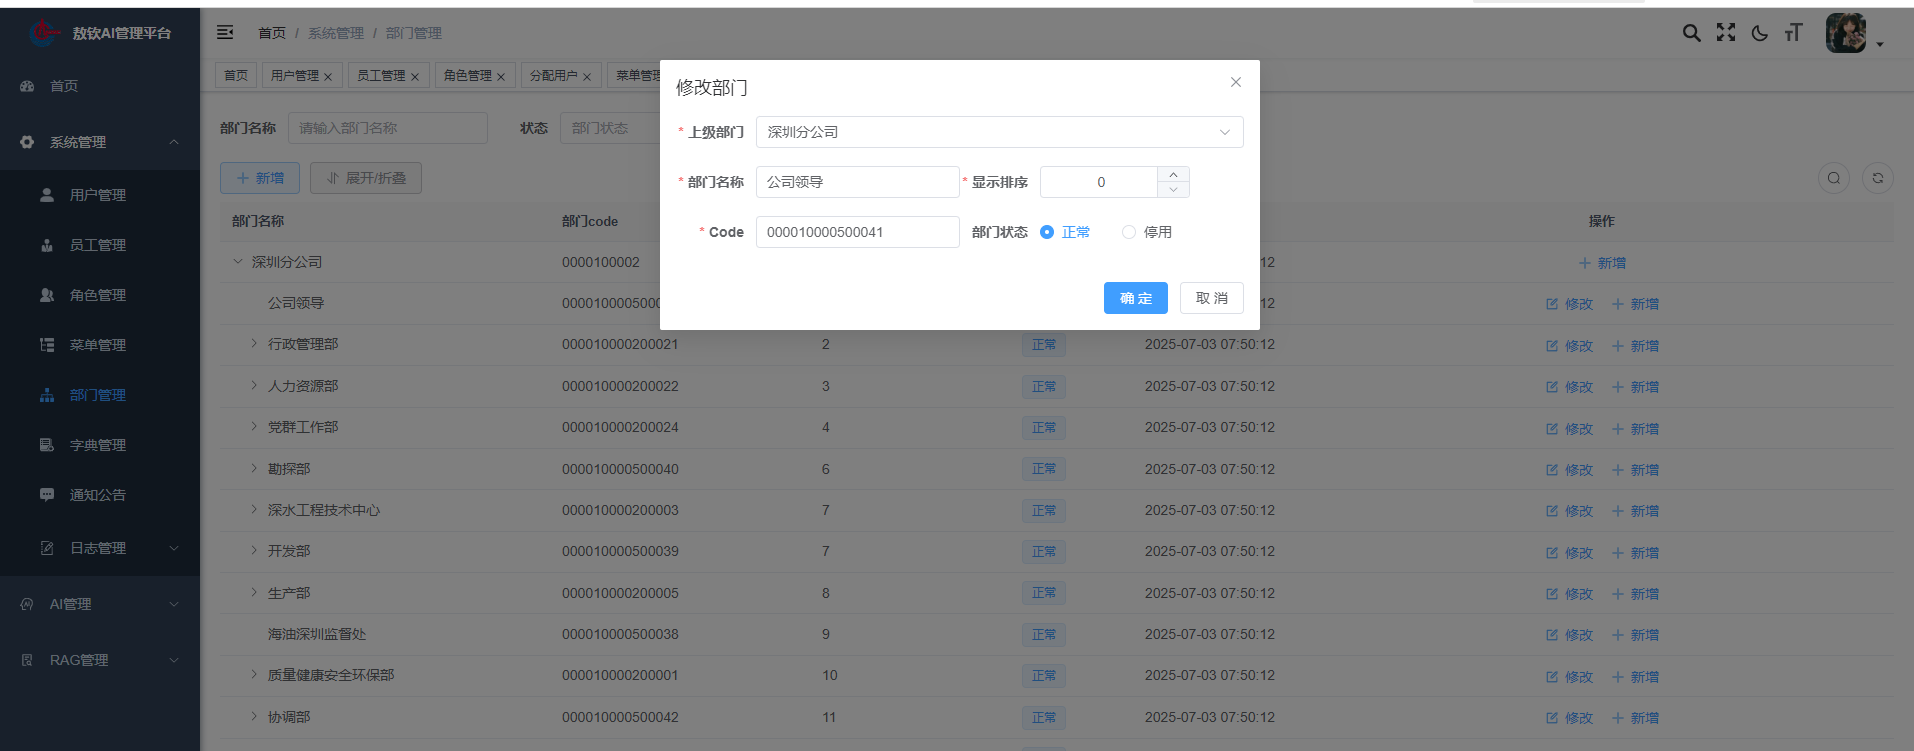 敖钦AI管理平台
首页 / 系统管理 / 部门管理
首页 用户管理 × 员工管理 × 角色管理 × 分配用户 × 菜单管理
首页
系统管理
用户管理
员工管理
角色管理
菜单管理
部门管理
字典管理
通知公告
日志管理
AI管理
RAG管理
部门名称 请输入部门名称 状态 部门状态
+ 新增 展开/折叠
修改部门
* 上级部门 深圳分公司
* 部门名称 公司领导 * 显示排序 0
* Code 000010000500041 部门状态 正常 停用
确 定 取 消
部门名称 部门code 操作
深圳分公司 0000100002 12 + 新增
公司领导 00001000050 12 修改 + 新增
行政管理部 000010000200021 2 正常 2025-07-03 07:50:12 修改 + 新增
人力资源部 000010000200022 3 正常 2025-07-03 07:50:12 修改 + 新增
党群工作部 000010000200024 4 正常 2025-07-03 07:50:12 修改 + 新增
勘探部 000010000500040 6 正常 2025-07-03 07:50:12 修改 + 新增
深水工程技术中心 000010000200003 7 正常 2025-07-03 07:50:12 修改 + 新增
开发部 000010000500039 7 正常 2025-07-03 07:50:12 修改 + 新增
生产部 000010000200005 8 正常 2025-07-03 07:50:12 修改 + 新增
海油深圳监督处 000010000500038 9 正常 2025-07-03 07:50:12 修改 + 新增
质量健康安全环保部 000010000200001 10 正常 2025-07-03 07:50:12 修改 + 新增
协调部 000010000500042 11 正常 2025-07-03 07:50:12 修改 + 新增